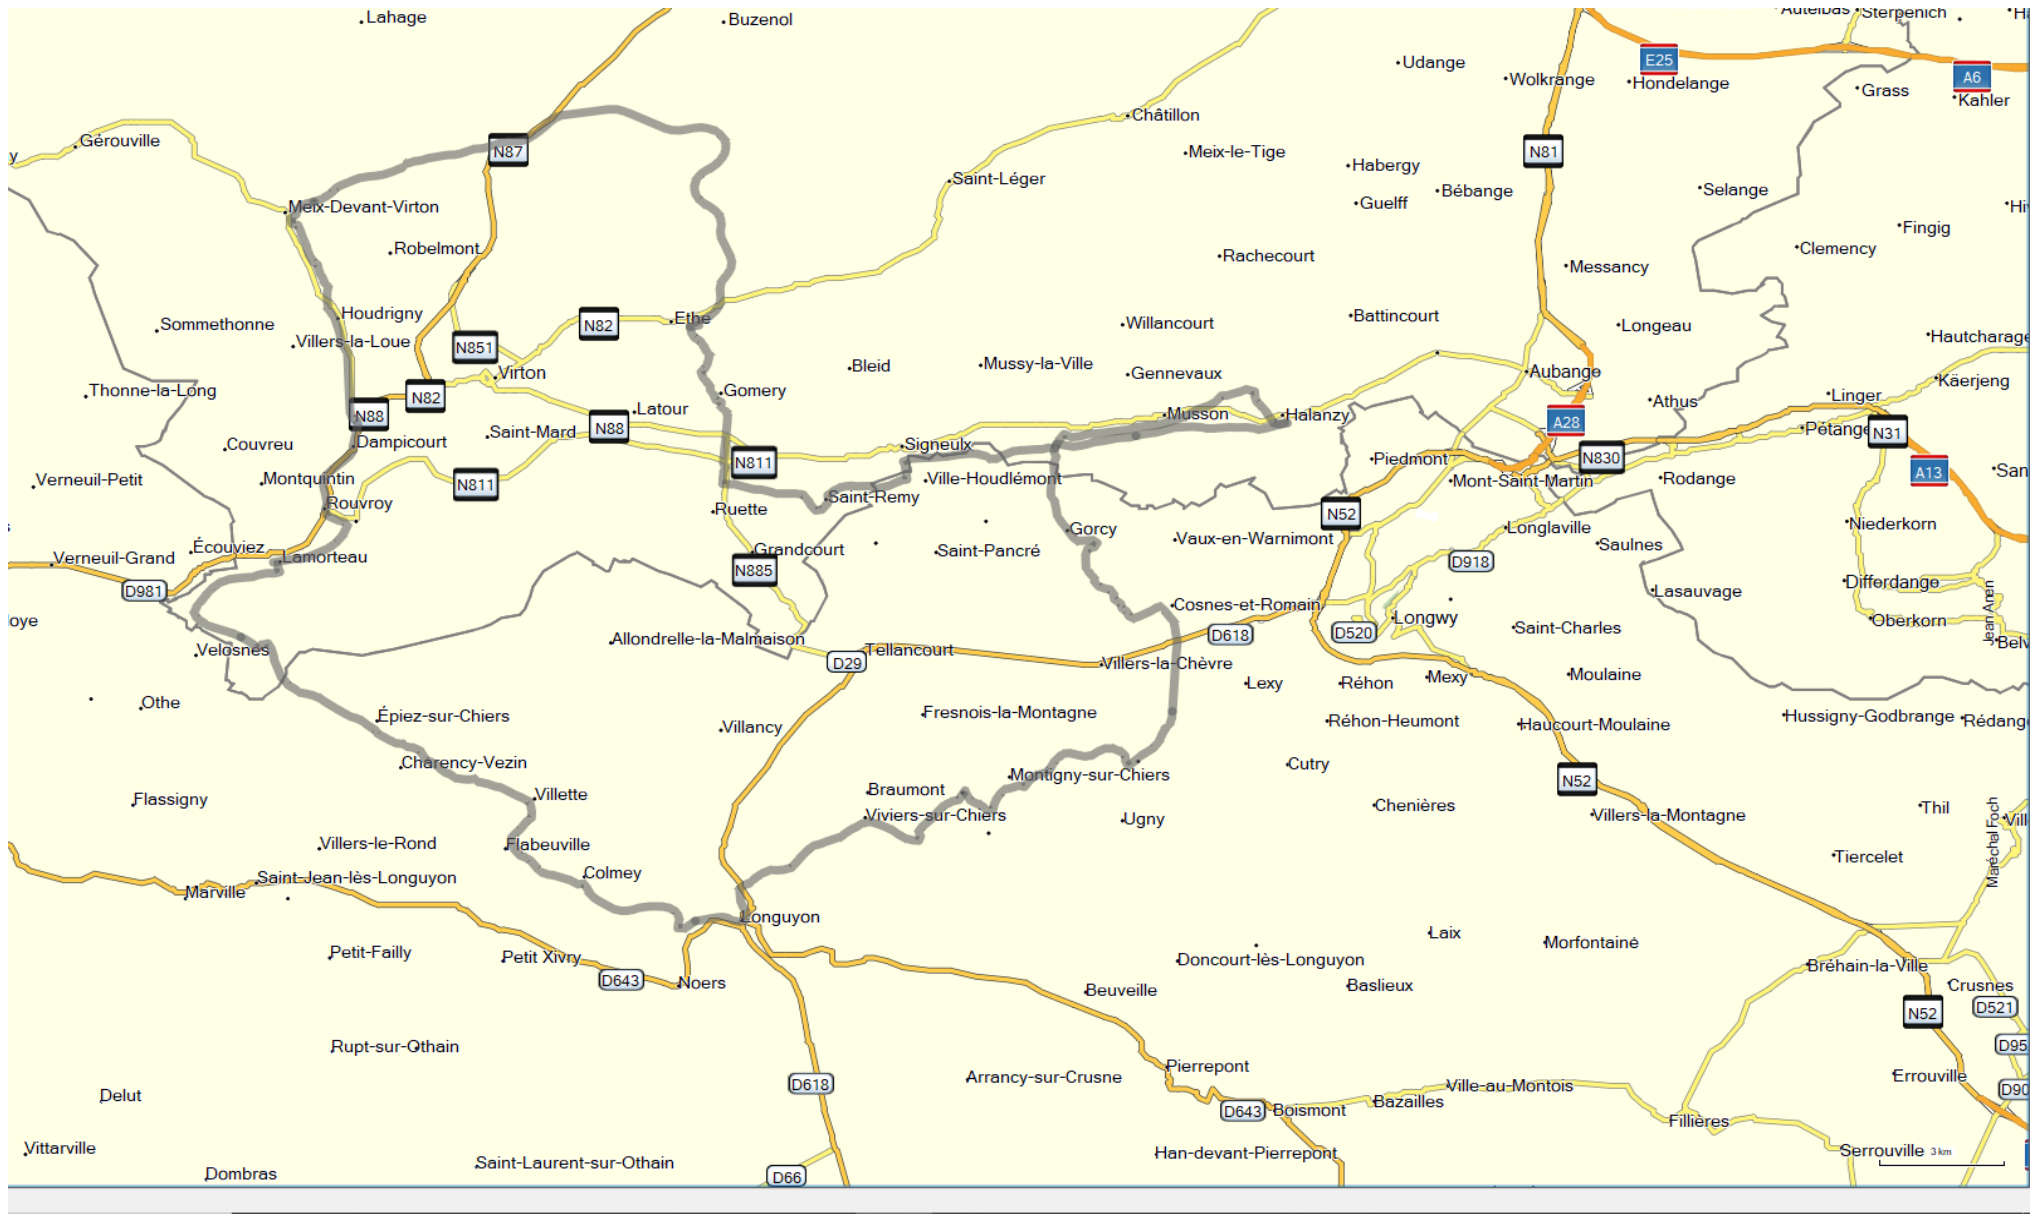 Lahage
Buzenol
Autelbas
Sterpenich
Udange
E25
Wolkrange
Hondelange
A6
Grass
Kahler
Châtillon
Gérouville
N87
Meix-le-Tige
N81
Habergy
Saint-Léger
Bébange
Selange
Guelff
Meix-Devant-Virton
Fingig
Robelmont
Clemency
Rachecourt
Messancy
Houdrigny
Sommethonne
N82
Ethe
Willancourt
Battincourt
Longeau
Villers-la-Loue
N851
Hautcharage
Virton
Bleid
Mussy-la-Ville
Gennevaux
Aubange
Käerjeng
Thonne-la-Long
N82
Gomery
Linger
Athus
N88
Latour
Musson
Halanzy
A28
N88
Saint-Mard
Pétange
N31
Couvreu
Dampicourt
Signeulx
N811
Piedmont
N830
A13
Verneuil-Petit
Montquintin
N811
Ville-Houdlémont
Mont-Saint-Martin
Rodange
Rouvroy
Saint-Remy
Ruette
N52
Gorcy
Longlaville
Niederkorn
Écouviez
Vaux-en-Warnimont
Saulnes
Verneuil-Grand
Lamorteau
Grandcourt
Saint-Pancré
N885
D918
D981
Differdange
Lasauvage
Cosnes-et-Romain
Jean Anen
Longwy
Oberkorn
Allondrelle-la-Malmaison
D618
D520
Saint-Charles
Velosnes
D29
Tellancourt
Villers-la-Chèvre
Lexy
Réhon
Mexy
Moulaine
Othe
Épiez-sur-Chiers
Fresnois-la-Montagne
Villancy
Réhon-Heumont
Haucourt-Moulaine
Hussigny-Godbrange
Charency-Vezin
Montigny-sur-Chiers
Cutry
N52
Villette
Braumont
Flassigny
Chenières
Thil
Viviers-sur-Chiers
Ugny
Villers-la-Montagne
Maréchal Foch
Villers-le-Rond
Flabeuville
Tiercelet
Colmey
Saint-Jean-lès-Longuyon
Marville
Longuyon
Laix
Morfontaine
Petit-Failly
Petit Xivry
Doncourt-lès-Longuyon
Bréhain-la-Ville
D643
Noers
Beuveille
Baslieux
Crusnes
D521
N52
Rupt-sur-Othain
Pierrepont
Arrancy-sur-Crusne
Errouville
D618
Ville-au-Montois
Delut
D643
Boismont
Bazailles
Fillières
Vittarville
Saint-Laurent-sur-Othain
Han-devant-Pierrepont
Serrouville
3 km
Dombras
D66